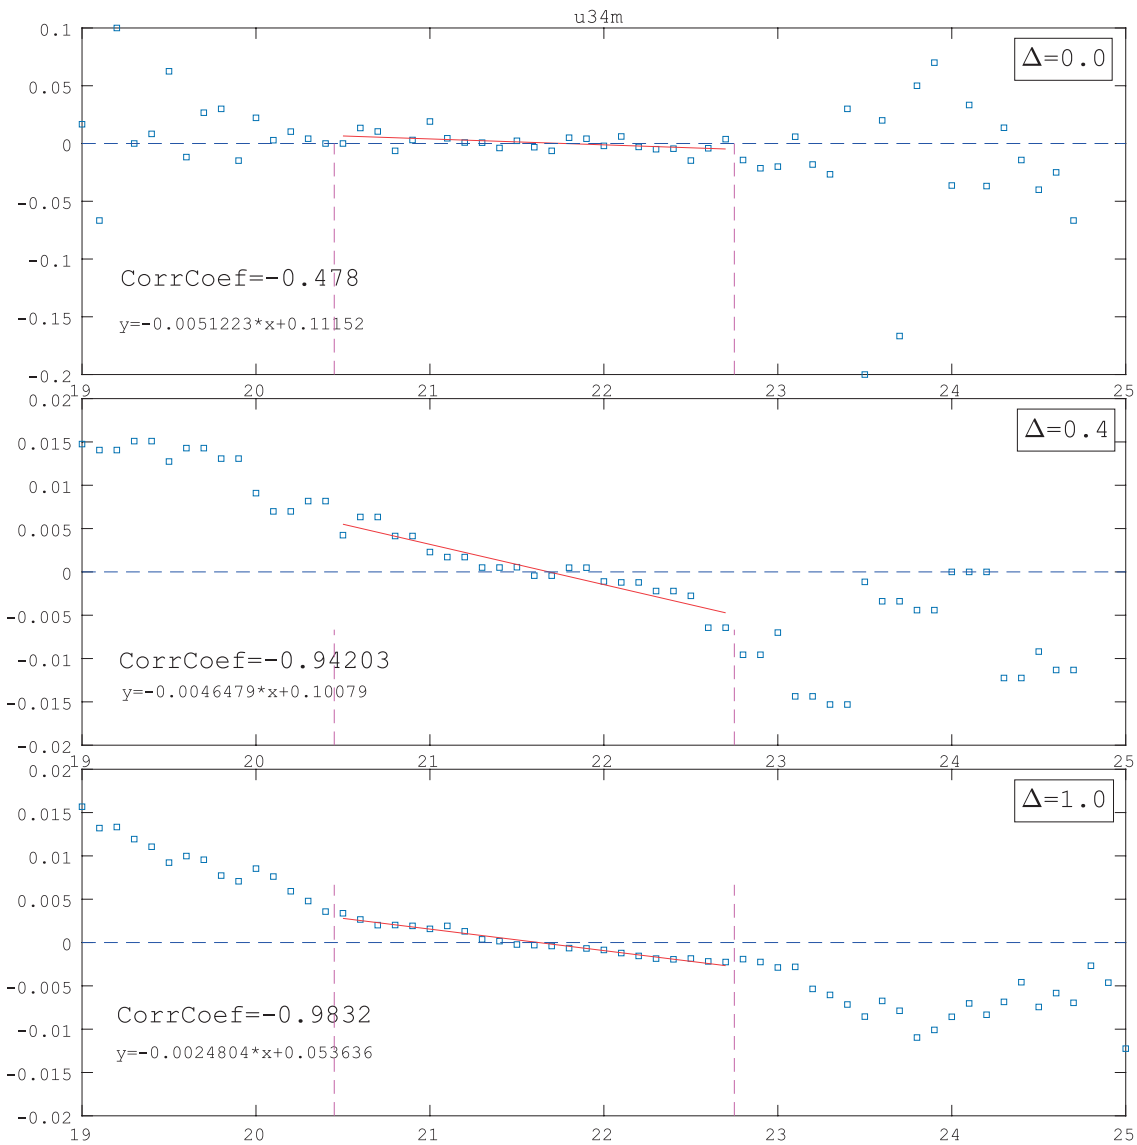 u34m
0.1
Δ=0.0
0.05
0
-0.05
-0.1
CorrCoef=-0.478
-0.15
y=-0.0051223*x+0.11152
-0.2
19 20 21 22 23 24 25
0.02
Δ=0.4
0.015
0.01
0.005
0
-0.005
-0.01
CorrCoef=-0.94203
y=-0.0046479*x+0.10079
-0.015
-0.02
19 20 21 22 23 24 25
0.02
Δ=1.0
0.015
0.01
0.005
0
-0.005
-0.01
CorrCoef=-0.9832
y=-0.0024804*x+0.053636
-0.015
-0.02
19 20 21 22 23 24 25